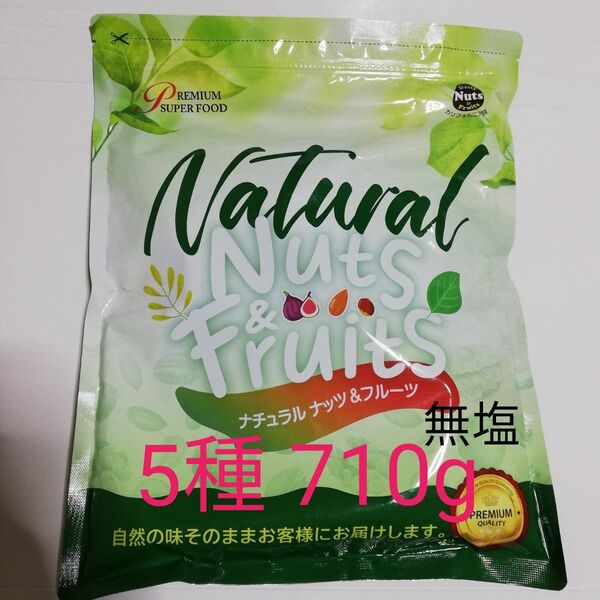 PREMIUM
SUPER FOOD
Daily
Nuts
&
Fruits
Natural
Nuts
&
Fruits
ナチュラル ナッツ&フルーツ
無塩
5種 710g
PREMIUM
QUALITY
自然の味そのままお客様にお届けします。